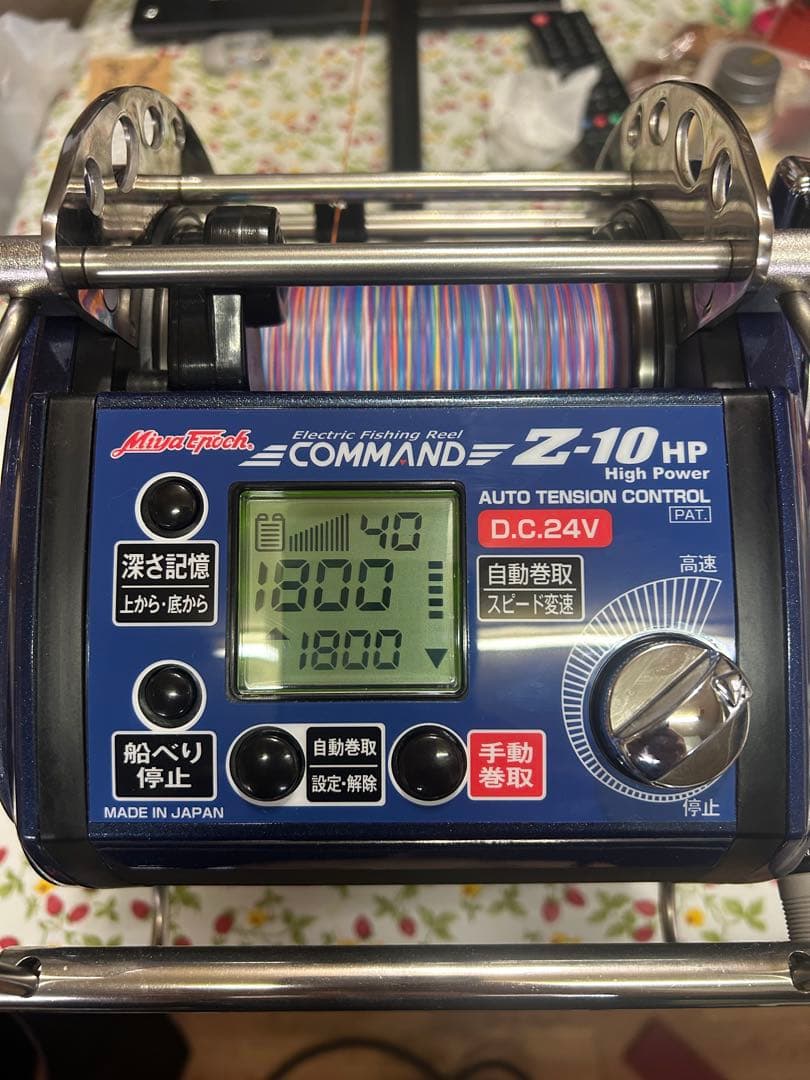 Miya Epoch.
Electric Fishing Reel
COMMAND
Z-10 HP
High Power
AUTO TENSION CONTROL
PAT.
D.C.24V
深さ記憶
上から・底から
40
1800
1800
自動巻取
スピード変速
高速
船べり
停止
自動巻取
設定・解除
手動
巻取
停止
MADE IN JAPAN